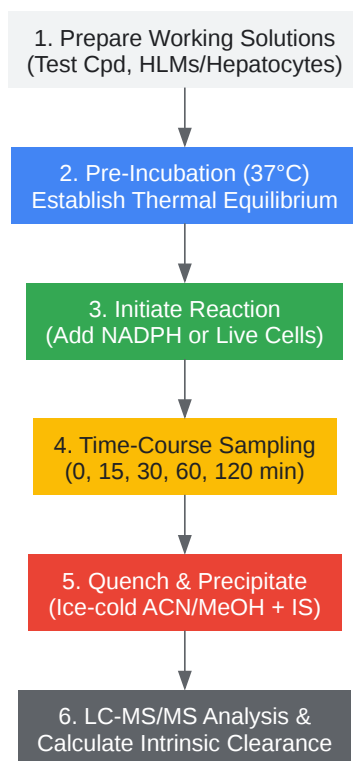 1. Prepare Working Solutions
(Test Cpd, HLMs/Hepatocytes)
2. Pre-Incubation (37°C)
Establish Thermal Equilibrium
3. Initiate Reaction
(Add NADPH or Live Cells)
4. Time-Course Sampling
(0, 15, 30, 60, 120 min)
5. Quench & Precipitate
(Ice-cold ACN/MeOH + IS)
6. LC-MS/MS Analysis &
Calculate Intrinsic Clearance